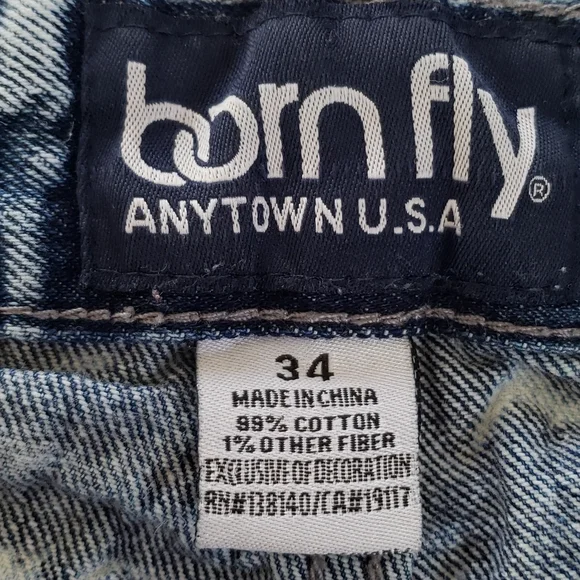 born fly®
ANYTOWN U.S.A
34
MADE IN CHINA
99% COTTON
1% OTHER FIBER
EXCLUSIVE OF DECORATION
RN#138140/CA#19117